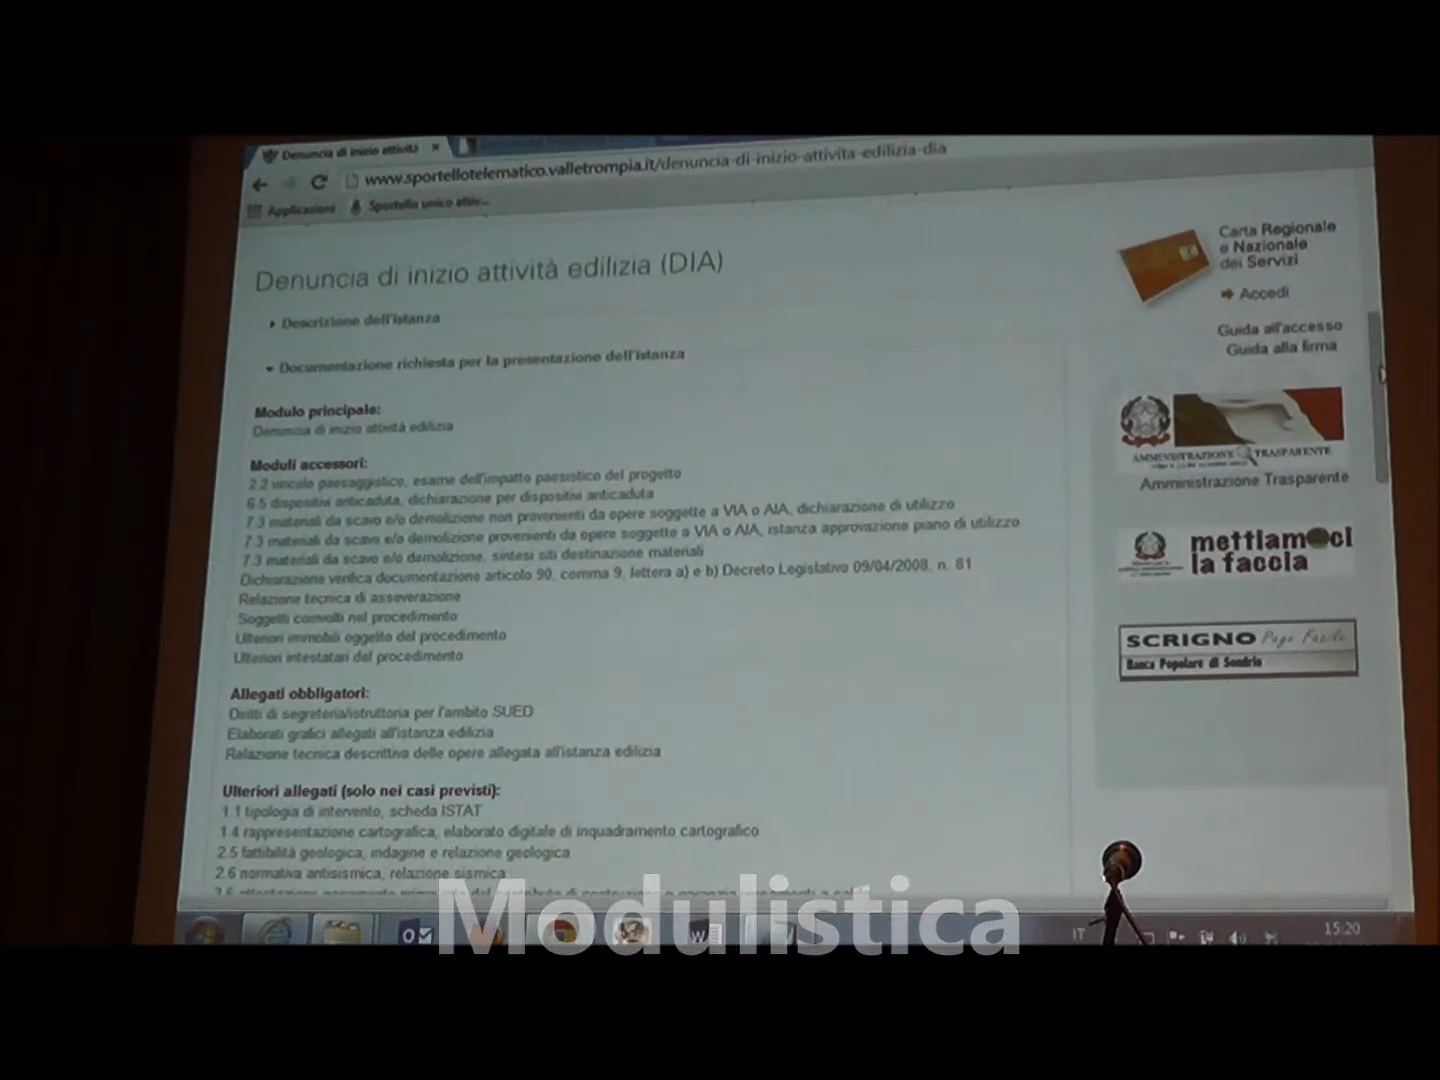 Denuncia di inizio attività
www.sportellotelematico.valletrompia.it/denuncia-di-inizio-attivita-edilizia-dia
Applicazioni
Sportello unico attiv...
Denuncia di inizio attività edilizia (DIA)
Descrizione dell'istanza
Documentazione richiesta per la presentazione dell'istanza
Modulo principale:
Denuncia di inizio attività edilizia
Moduli accessori:
2.2 vincolo paesaggistico, esame dell'impatto paesistico del progetto
6.5 dispositivi anticaduta, dichiarazione per dispositivi anticaduta
7.3 materiali da scavo e/o demolizione non provenienti da opere soggette a VIA o AIA, dichiarazione di utilizzo
7.3 materiali da scavo e/o demolizione provenienti da opere soggette a VIA o AIA, istanza approvazione piano di utilizzo
7.3 materiali da scavo e/o demolizione, sintesi siti destinazione materiali
Dichiarazione verifica documentazione articolo 90, comma 9, lettera a) e b) Decreto Legislativo 09/04/2008, n. 81
Relazione tecnica di asseverazione
Soggetti coinvolti nel procedimento
Ulteriori immobili oggetto del procedimento
Ulteriori intestatari del procedimento
Allegati obbligatori:
Diritti di segreteria/istruttoria per l'ambito SUED
Elaborati grafici allegati all'istanza edilizia
Relazione tecnica descrittiva delle opere allegata all'istanza edilizia
Ulteriori allegati (solo nei casi previsti):
1.1 tipologia di intervento, scheda ISTAT
1.4 rappresentazione cartografica, elaborato digitale di inquadramento cartografico
2.5 fattibilità geologica, indagine e relazione geologica
2.6 normativa antisismica, relazione sismica
Carta Regionale
e Nazionale
dei Servizi
Accedi
Guida all'accesso
Guida alla firma
AMMINISTRAZIONE TRASPARENTE
Amministrazione Trasparente
mettiamoci
la faccia
SCRIGNO Pago Facile
Banca Popolare di Sondrio
Modulistica
IT
15:20